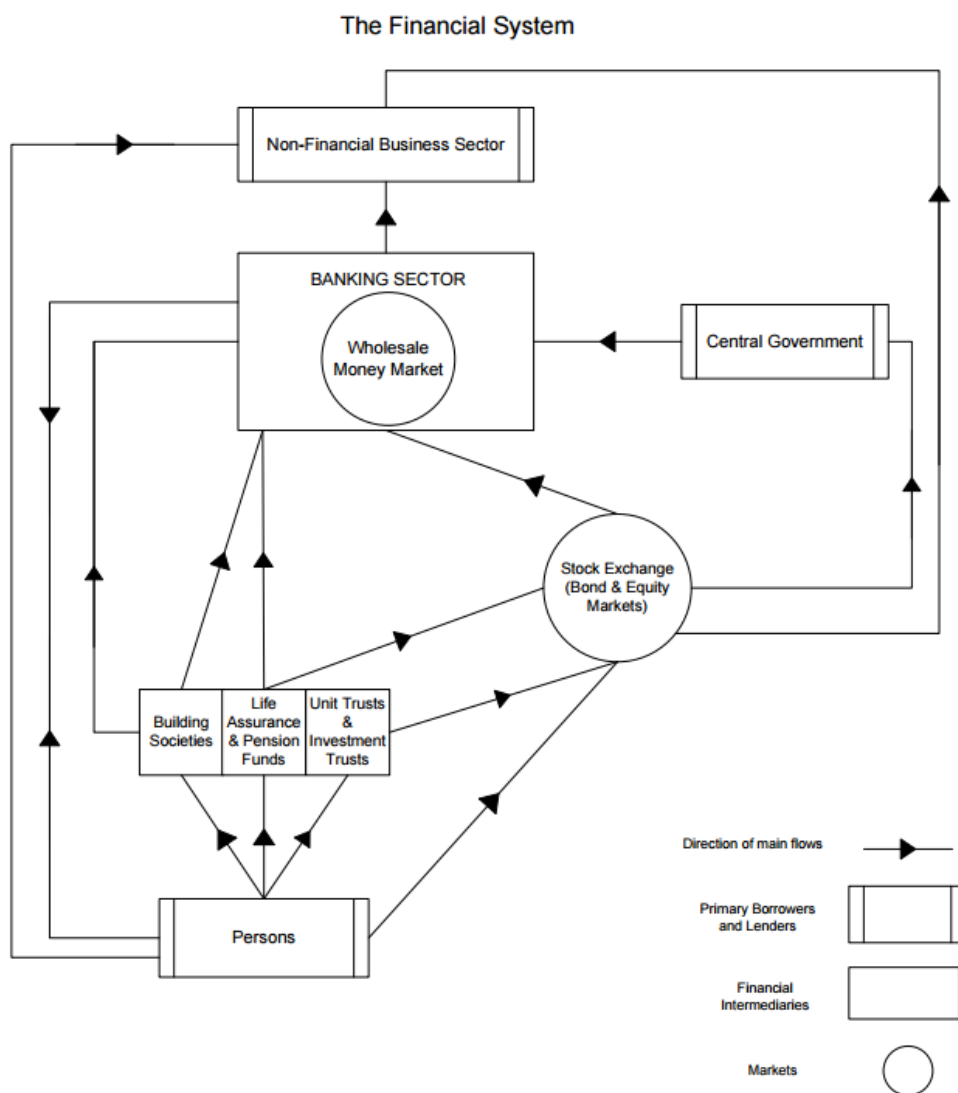 The Financial System
Non-Financial Business Sector
BANKING SECTOR
Wholesale
Money Market
Central Government
Stock Exchange
(Bond & Equity
Markets)
Building
Societies
Life
Assurance
& Pension
Funds
Unit Trusts
&
Investment
Trusts
Persons
Direction of main flows
Primary Borrowers
and Lenders
Financial
Intermediaries
Markets